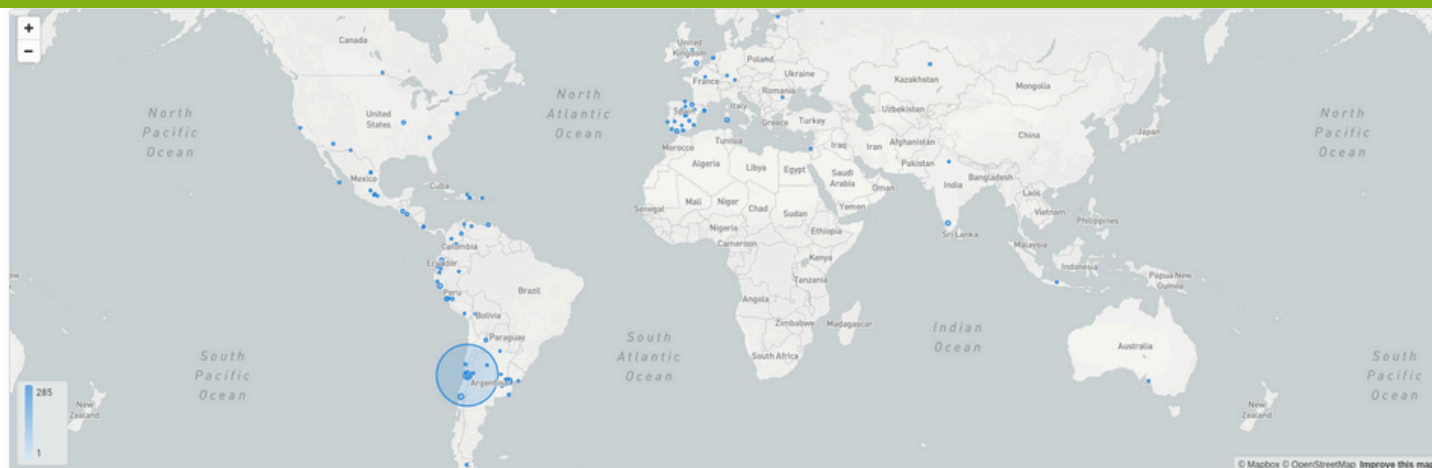 +
−
Canada
United
Kingdom
Poland
Ukraine
France
Romania
Kazakhstan
Mongolia
North
Pacific
Ocean
North
Atlantic
Ocean
North
Pacific
Ocean
United
States
Spain
Italy
Greece
Turkey
Uzbekistan
China
Japan
Morocco
Tunisia
Iraq
Iran
Afghanistan
Pakistan
Algeria
Libya
Egypt
Saudi
Arabia
Oman
India
Bangladesh
Mexico
Cuba
Mali
Niger
Chad
Sudan
Yemen
Laos
Vietnam
Philippines
Senegal
Nigeria
Ethiopia
Cameroon
Sri Lanka
Malaysia
Colombia
Ecuador
Kenya
Indonesia
Papua New
Guinea
Peru
Brazil
Tanzania
Angola
Bolivia
Zimbabwe
Madagascar
Paraguay
South
Pacific
Ocean
South
Atlantic
Ocean
Indian
Ocean
South Africa
Australia
South
Pacific
Ocean
Argentina
285
1
New
Zealand
New
Zealand
© Mapbox © OpenStreetMap Improve this map